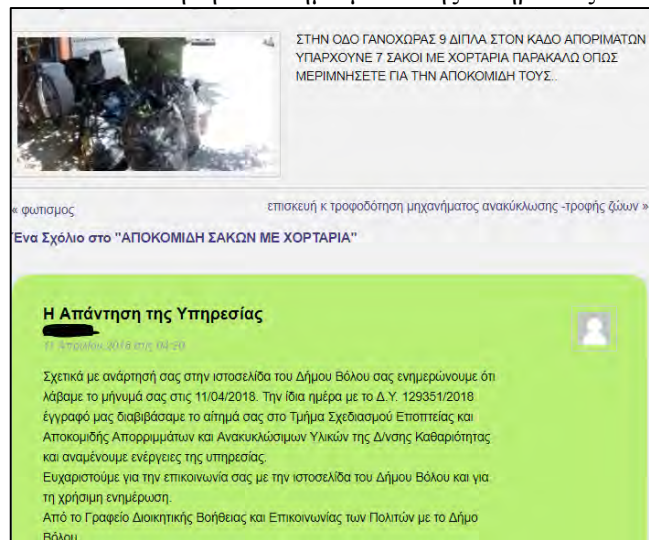 ΣΤΗΝ ΟΔΟ ΓΑΝΟΧΩΡΑΣ 9 ΔΙΠΛΑ ΣΤΟΝ ΚΑΔΟ ΑΠΟΡΙΜΑΤΩΝ
ΥΠΑΡΧΟΥΝΕ 7 ΣΑΚΟΙ ΜΕ ΧΟΡΤΑΡΙΑ ΠΑΡΑΚΑΛΩ ΟΠΩΣ
ΜΕΡΙΜΝΗΣΕΤΕ ΓΙΑ ΤΗΝ ΑΠΟΚΟΜΙΔΗ ΤΟΥΣ..
« φωτισμος
επισκευή κ τροφοδότηση μηχανήματος ανακύκλωσης -τροφής ζώων »
Ένα Σχόλιο στο "ΑΠΟΚΟΜΙΔΗ ΣΑΚΩΝ ΜΕ ΧΟΡΤΑΡΙΑ"
Η Απάντηση της Υπηρεσίας
11 Απριλίου 2018 στις 04:20
Σχετικά με ανάρτησή σας στην ιστοσελίδα του Δήμου Βόλου σας ενημερώνουμε ότι
λάβαμε το μήνυμά σας στις 11/04/2018. Την ίδια ημέρα με το Δ.Υ. 129351/2018
έγγραφό μας διαβιβάσαμε το αίτημά σας στο Τμήμα Σχεδιασμού Εποπτείας και
Αποκομιδής Απορριμμάτων και Ανακυκλώσιμων Υλικών της Δ/νσης Καθαριότητας
και αναμένουμε ενέργειες της υπηρεσίας.
Ευχαριστούμε για την επικοινωνία σας με την ιστοσελίδα του Δήμου Βόλου και για
τη χρήσιμη ενημέρωση.
Από το Γραφείο Διοικητικής Βοήθειας και Επικοινωνίας των Πολιτών με το Δήμο
Βόλου